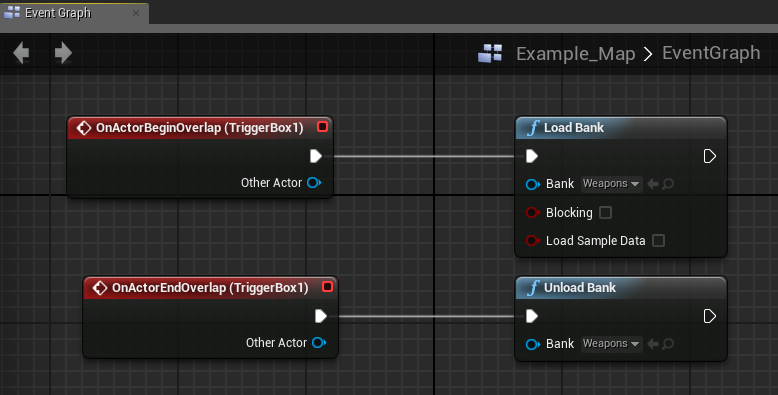 Event Graph
Example_Map > EventGraph
OnActorBeginOverlap (TriggerBox1)
Other Actor
Load Bank
Bank Weapons
Blocking
Load Sample Data
OnActorEndOverlap (TriggerBox1)
Other Actor
Unload Bank
Bank Weapons